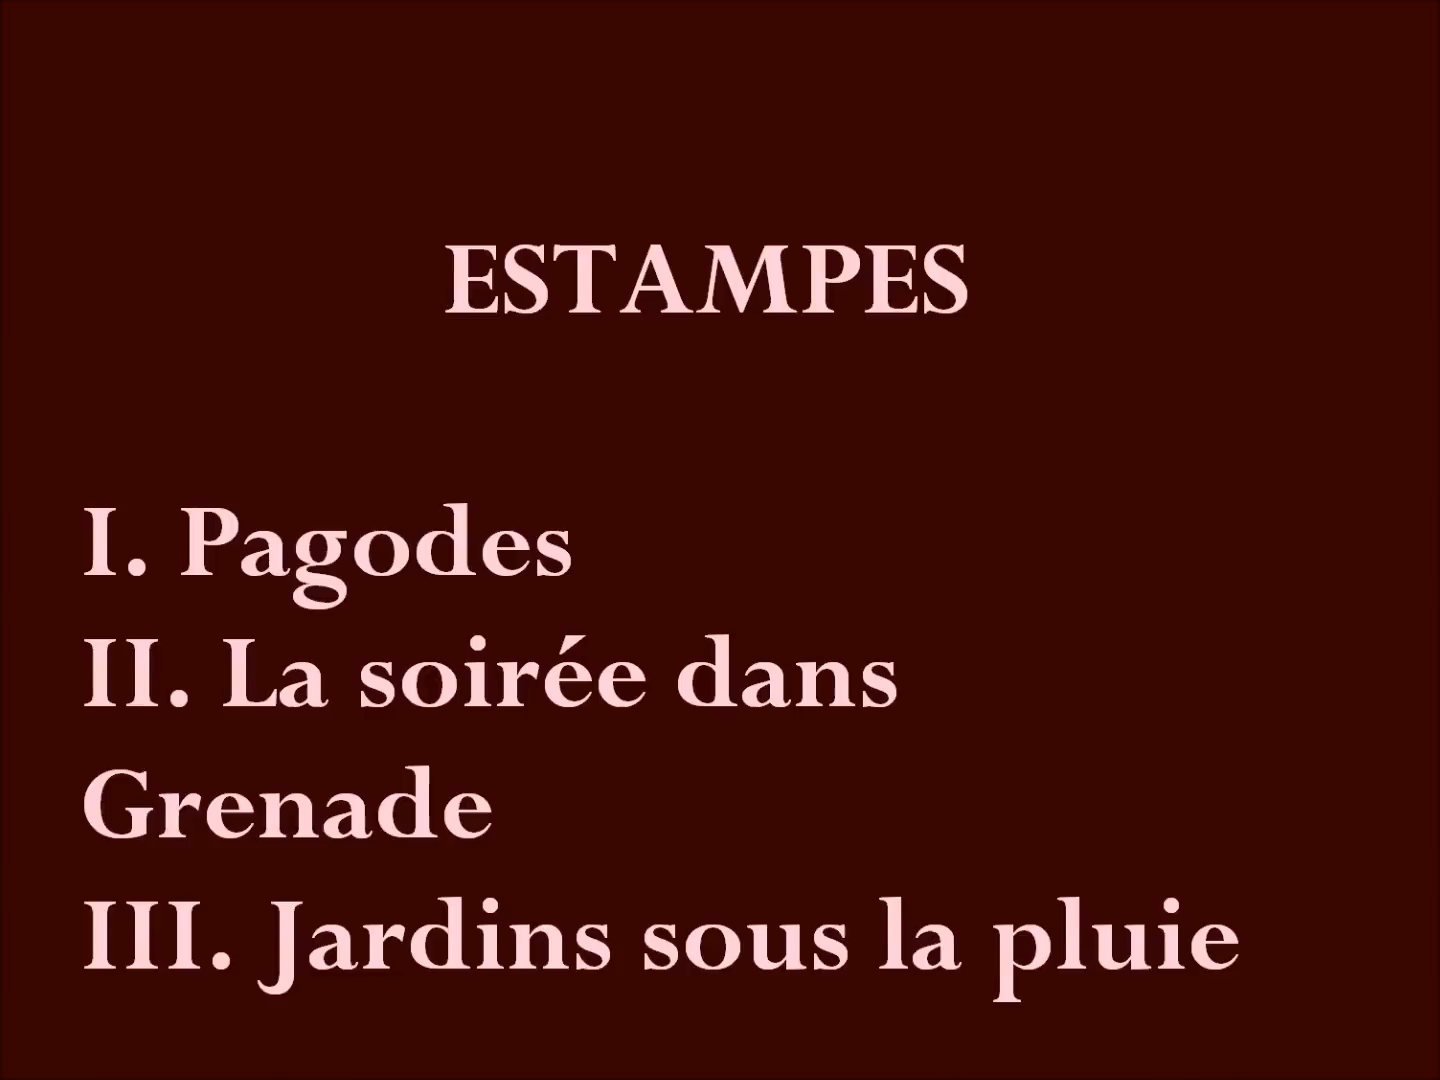 ESTAMPES
I. Pagodes
II. La soirée dans
Grenade
III. Jardins sous la pluie